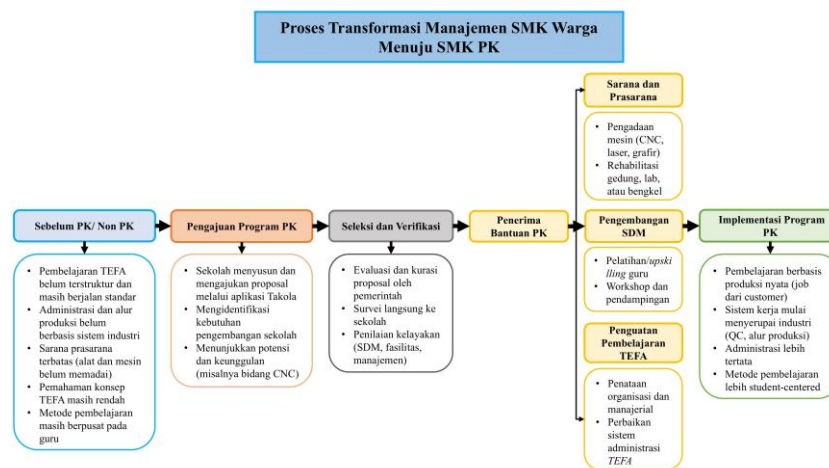 Proses Transformasi Manajemen SMK Warga
Menuju SMK PK
Sebelum PK/ Non PK
• Pembelajaran TEFA
belum terstruktur dan
masih berjalan standar
• Administrasi dan alur
produksi belum
berbasis sistem industri
• Sarana prasarana
terbatas (alat dan mesin
belum memadai)
• Pemahaman konsep
TEFA masih rendah
• Metode pembelajaran
masih berpusat pada
guru
Pengajuan Program PK
• Sekolah menyusun dan
mengajukan proposal
melalui aplikasi Takola
• Mengidentifikasi
kebutuhan
pengembangan sekolah
• Menunjukkan potensi
dan keunggulan
(misalnya bidang CNC)
Seleksi dan Verifikasi
• Evaluasi dan kurasi
proposal oleh
pemerintah
• Survei langsung ke
sekolah
• Penilaian kelayakan
(SDM, fasilitas,
manajemen)
Penerima
Bantuan PK
Sarana dan
Prasarana
• Pengadaan
mesin (CNC,
laser, grafir)
• Rehabilitasi
gedung, lab,
atau bengkel
Pengembangan
SDM
• Pelatihan/upski
lling guru
• Workshop dan
pendampingan
Penguatan
Pembelajaran
TEFA
• Penataan
organisasi dan
manajerial
• Perbaikan
sistem
administrasi
TEFA
Implementasi Program
PK
• Pembelajaran berbasis
produksi nyata (job
dari customer)
• Sistem kerja mulai
menyerupai industri
(QC, alur produksi)
• Administrasi lebih
tertata
• Metode pembelajaran
lebih student-centered